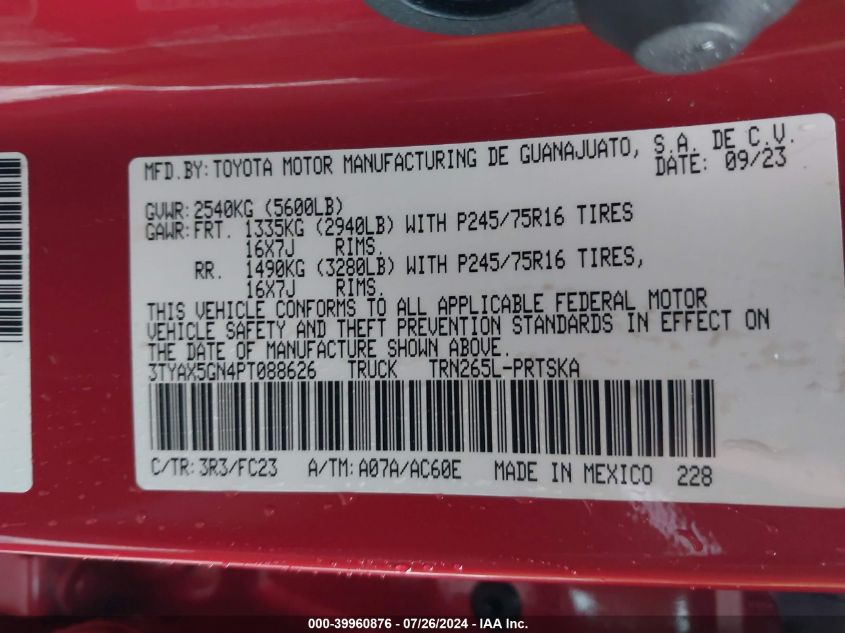 MFD.BY:TOYOTA MOTOR MANUFACTURING DE GUANAJUATO, S.A. DE C.V.
DATE: 09/23
GVWR:2540KG (5600LB)
GAWR:FRT. 1335KG (2940LB) WITH P245/75R16 TIRES
16X7J RIMS.
RR. 1490KG (3280LB) WITH P245/75R16 TIRES,
16X7J RIMS.
THIS VEHICLE CONFORMS TO ALL APPLICABLE FEDERAL MOTOR
VEHICLE SAFETY AND THEFT PREVENTION STANDARDS IN EFFECT ON
THE DATE OF MANUFACTURE SHOWN ABOVE.
3TYAX5GN4PT088626 TRUCK TRN265L-PRTSKA
C/TR:3R3/FC23 A/TM:A07A/AC60E MADE IN MEXICO 228
000-39960876 - 07/26/2024 - IAA Inc.